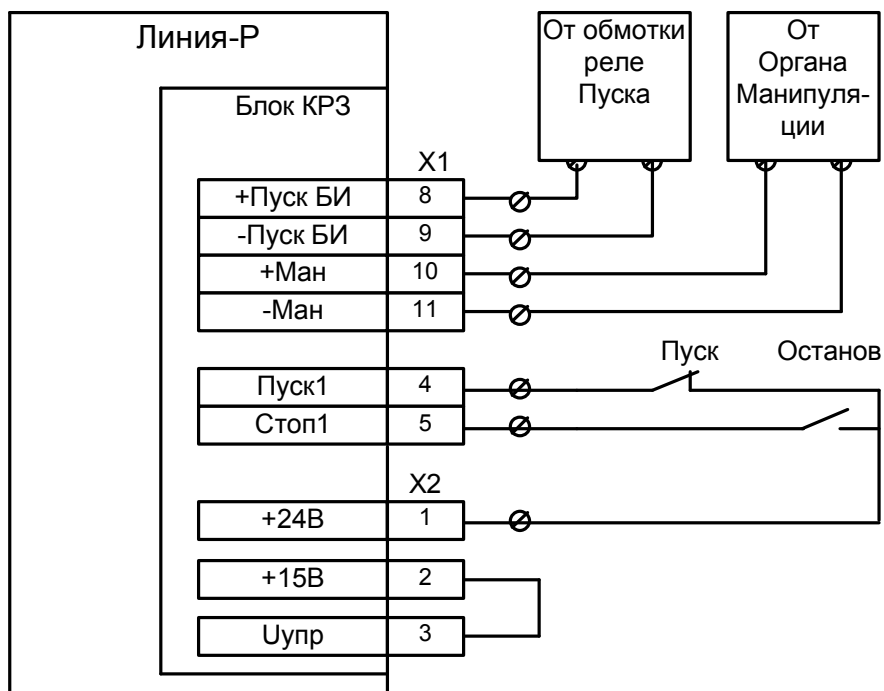 Линия-Р
Блок КРЗ
От обмотки
реле
Пуска
От
Органа
Манипуля-
ции
X1
+Пуск БИ 8
-Пуск БИ 9
+Ман 10
-Ман 11
Пуск Останов
Пуск1 4
Стоп1 5
X2
+24В 1
+15В 2
Uупр 3